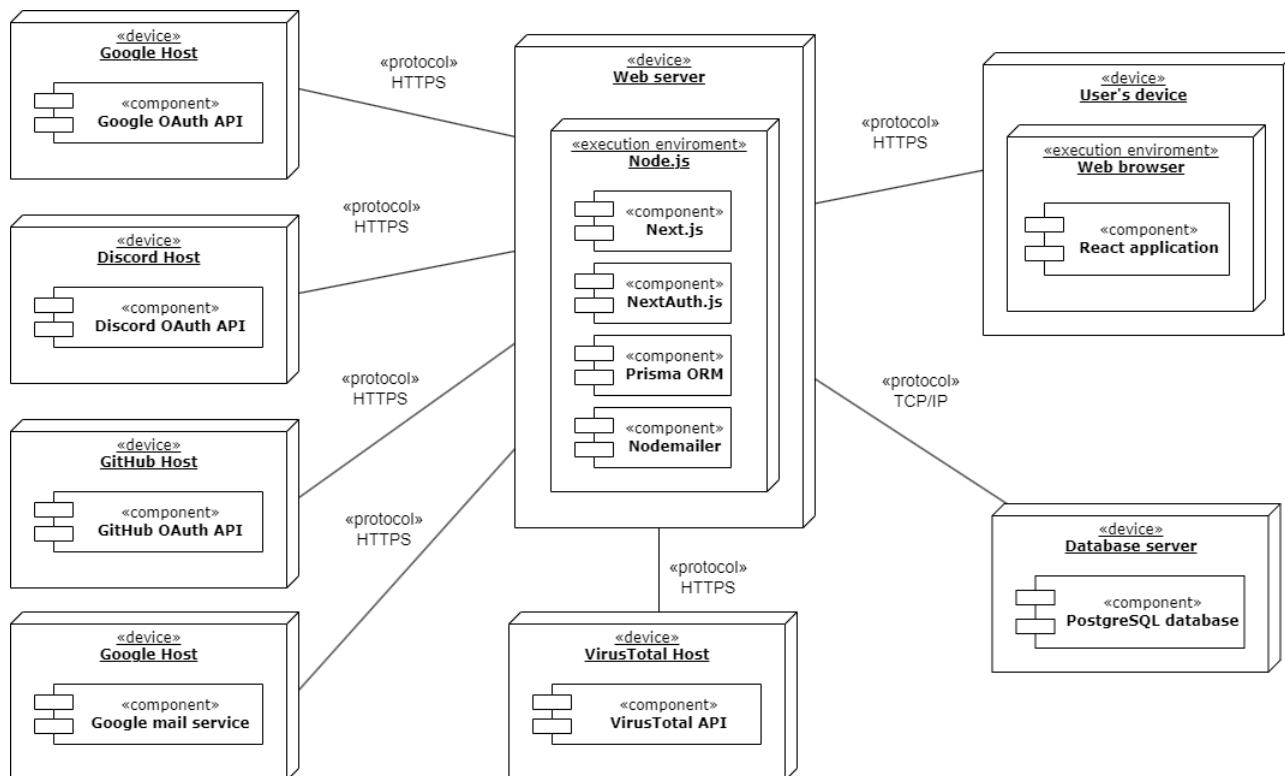 «device»
Google Host
«component»
Google OAuth API
«protocol»
HTTPS
«device»
Discord Host
«component»
Discord OAuth API
«protocol»
HTTPS
«device»
GitHub Host
«component»
GitHub OAuth API
«protocol»
HTTPS
«device»
Google Host
«component»
Google mail service
«protocol»
HTTPS
«device»
Web server
«execution enviroment»
Node.js
«component»
Next.js
«component»
NextAuth.js
«component»
Prisma ORM
«component»
Nodemailer
«protocol»
HTTPS
«device»
VirusTotal Host
«component»
VirusTotal API
«protocol»
HTTPS
«device»
User's device
«execution enviroment»
Web browser
«component»
React application
«protocol»
TCP/IP
«device»
Database server
«component»
PostgreSQL database